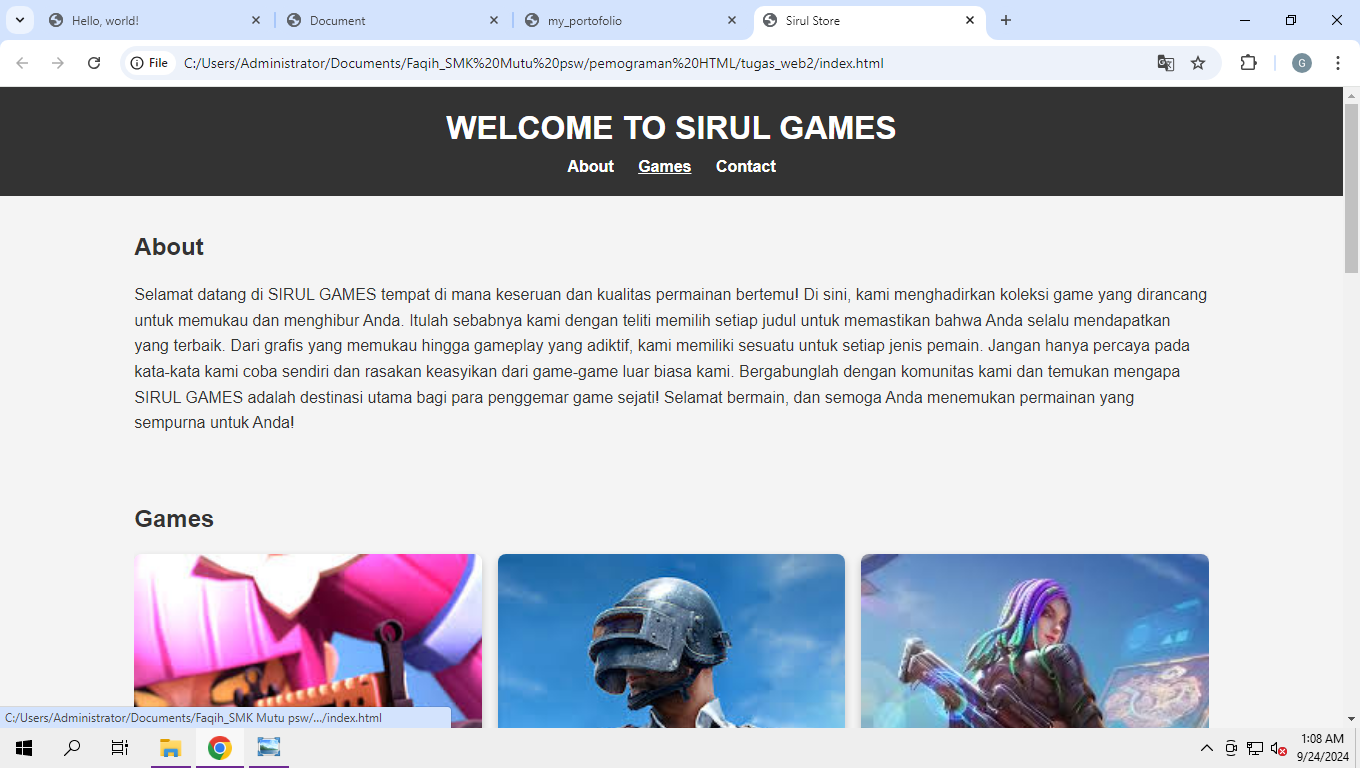 Hello, world!
Document
my_portofolio
Sirul Store
File
C:/Users/Administrator/Documents/Faqih_SMK%20Mutu%20psw/pemograman%20HTML/tugas_web2/index.html
G
WELCOME TO SIRUL GAMES
About Games Contact
About
Selamat datang di SIRUL GAMES tempat di mana keseruan dan kualitas permainan bertemu! Di sini, kami menghadirkan koleksi game yang dirancang
untuk memukau dan menghibur Anda. Itulah sebabnya kami dengan teliti memilih setiap judul untuk memastikan bahwa Anda selalu mendapatkan
yang terbaik. Dari grafis yang memukau hingga gameplay yang adiktif, kami memiliki sesuatu untuk setiap jenis pemain. Jangan hanya percaya pada
kata-kata kami coba sendiri dan rasakan keasyikan dari game-game luar biasa kami. Bergabunglah dengan komunitas kami dan temukan mengapa
SIRUL GAMES adalah destinasi utama bagi para penggemar game sejati! Selamat bermain, dan semoga Anda menemukan permainan yang
sempurna untuk Anda!
Games
C:/Users/Administrator/Documents/Faqih_SMK Mutu psw/.../index.html
1:08 AM
9/24/2024